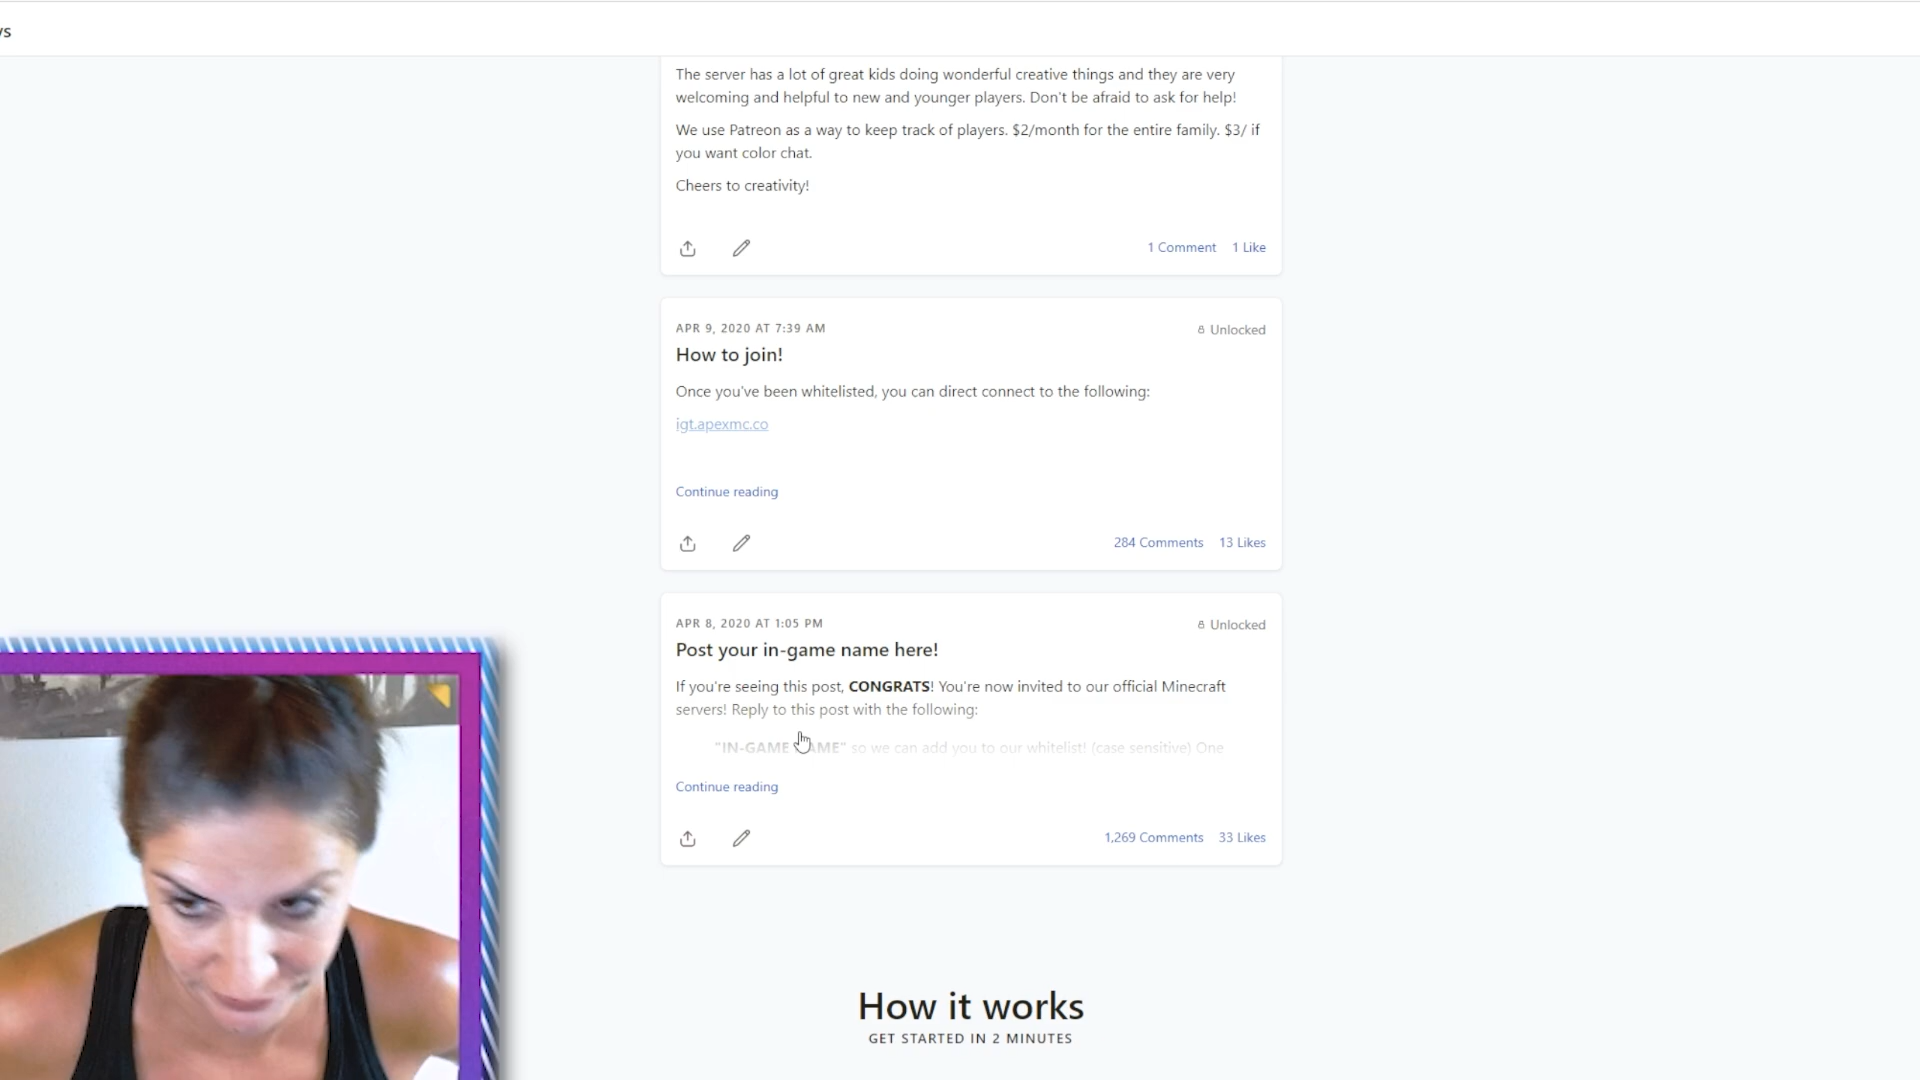 The server has a lot of great kids doing wonderful creative things and they are very
welcoming and helpful to new and younger players. Don't be afraid to ask for help!
We use Patreon as a way to keep track of players. $2/month for the entire family. $3/ if
you want color chat.
Cheers to creativity!
1 Comment 1 Like
APR 9, 2020 AT 7:39 AM
Unlocked
How to join!
Once you've been whitelisted, you can direct connect to the following:
igt.apexmc.co
Continue reading
284 Comments 13 Likes
APR 8, 2020 AT 1:05 PM
Unlocked
Post your in-game name here!
If you're seeing this post, CONGRATS! You're now invited to our official Minecraft
servers! Reply to this post with the following:
"IN-GAME NAME" so we can add you to our whitelist! (case sensitive) One
Continue reading
1,269 Comments 33 Likes
How it works
GET STARTED IN 2 MINUTES